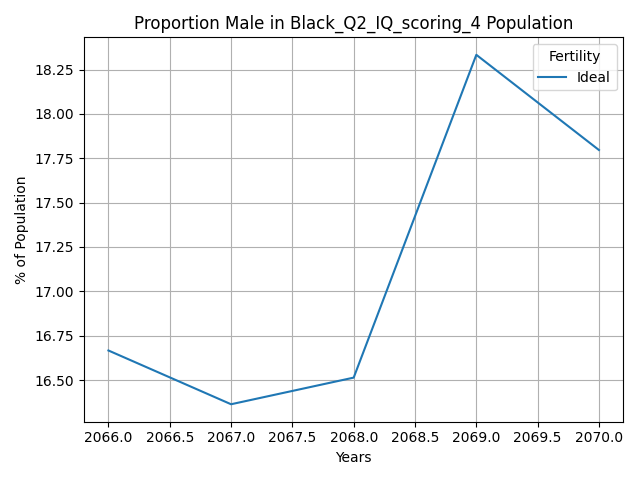 Proportion Male in Black_Q2_IQ_scoring_4 Population
Fertility
Ideal
% of Population
18.25
18.00
17.75
17.50
17.25
17.00
16.75
16.50
2066.0 2066.5 2067.0 2067.5 2068.0 2068.5 2069.0 2069.5 2070.0
Years